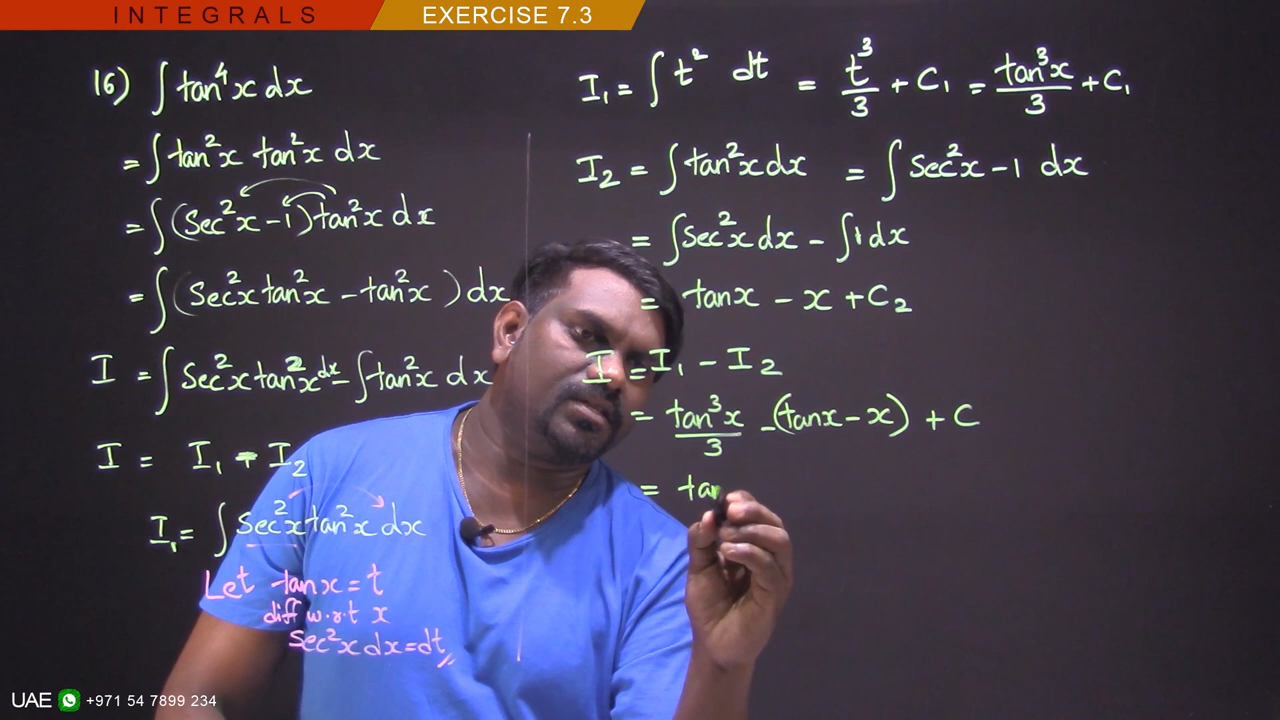 INTEGRALS EXERCISE 7.3
16) ∫ tan⁴x dx
= ∫ tan²x tan²x dx
= ∫ (sec²x - 1) tan²x dx
= ∫ (sec²x tan²x - tan²x) dx
I = ∫ sec²x tan²x dx - ∫ tan²x dx
I = I₁ - I₂
I₁ = ∫ sec²x tan²x dx
Let tanx = t
diff w.r.t x
sec²x dx = dt
I₁ = ∫ t² dt = t³/3 + C₁ = tan³x/3 + C₁
I₂ = ∫ tan²x dx = ∫ sec²x - 1 dx
= ∫ sec²x dx - ∫ 1 dx
= tanx - x + C₂
I = I₁ - I₂
= tan³x/3 - (tanx - x) + C
= tan
UAE +971 54 7899 234